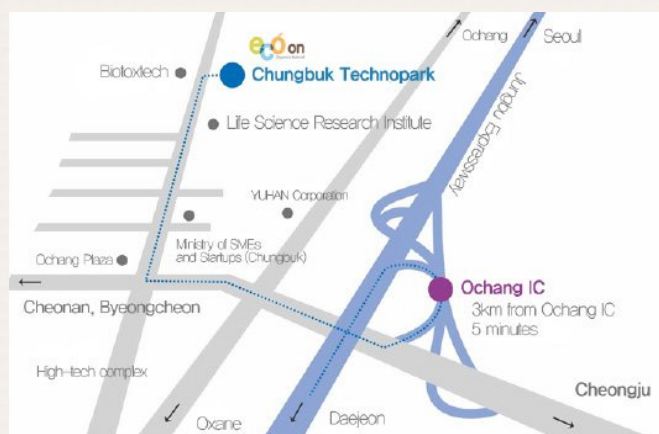 eco on
Ochang
Seoul
Biotoxtech
Chungbuk Technopark
Life Science Research Institute
Jungbu Expressway
YUHAN Corporation
Ministry of SMEs
and Startups (Chungbuk)
Ochang Plaza
Ochang IC
3km from Ochang IC
5 minutes
Cheonan, Byeongcheon
High-tech complex
Cheongju
Oxane
Daejeon